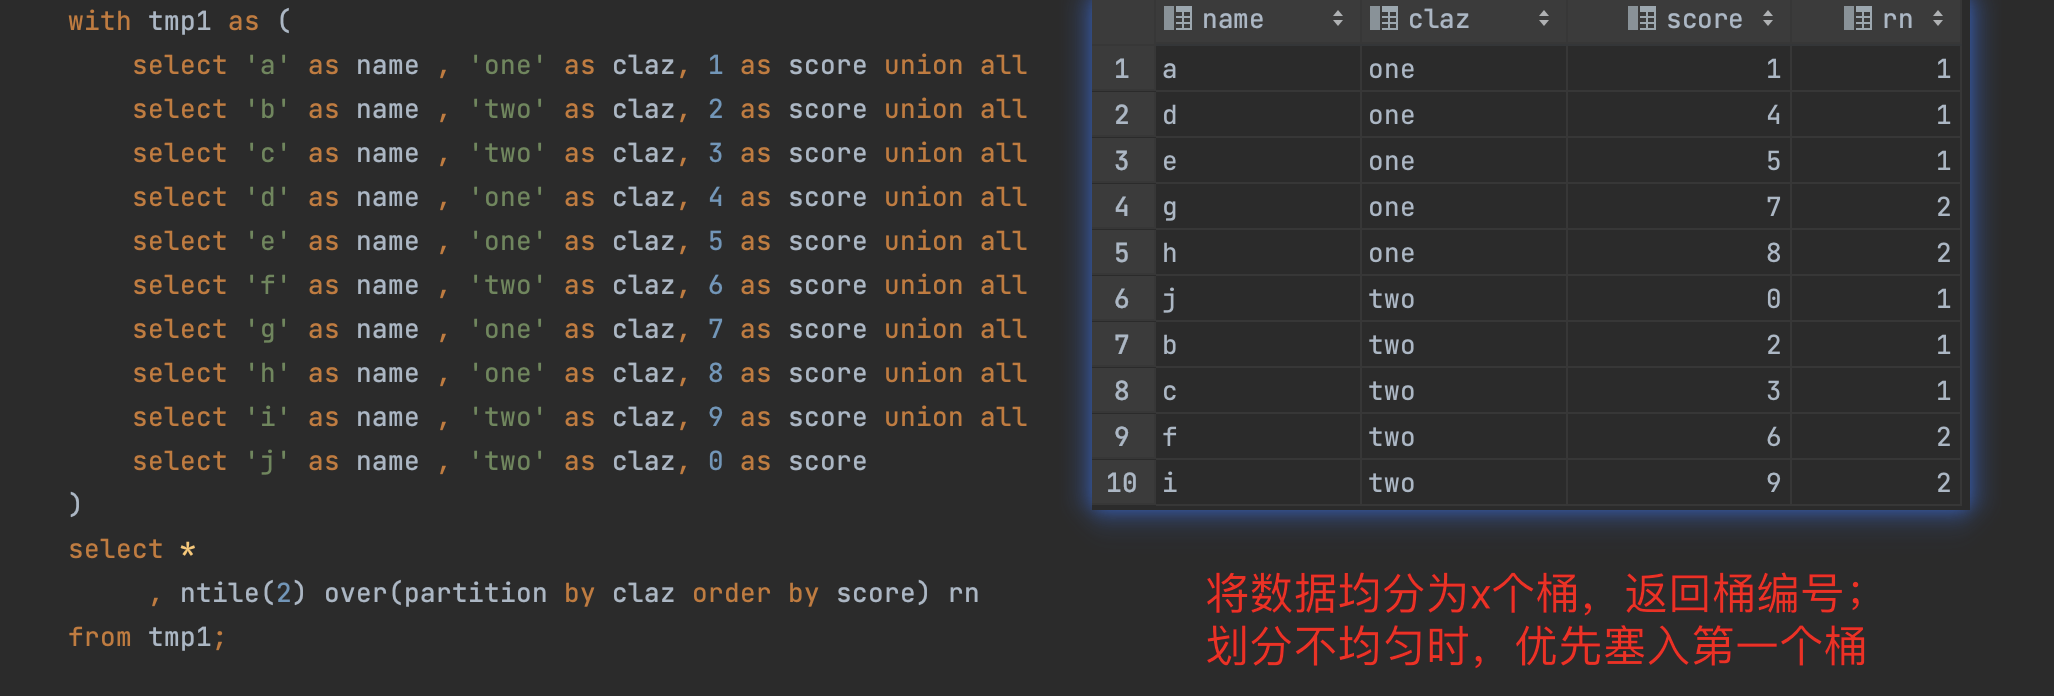 with tmp1 as (
select 'a' as name , 'one' as claz, 1 as score union all
select 'b' as name , 'two' as claz, 2 as score union all
select 'c' as name , 'two' as claz, 3 as score union all
select 'd' as name , 'one' as claz, 4 as score union all
select 'e' as name , 'one' as claz, 5 as score union all
select 'f' as name , 'two' as claz, 6 as score union all
select 'g' as name , 'one' as claz, 7 as score union all
select 'h' as name , 'one' as claz, 8 as score union all
select 'i' as name , 'two' as claz, 9 as score union all
select 'j' as name , 'two' as claz, 0 as score
)
select *
, ntile(2) over(partition by claz order by score) rn
from tmp1;
name claz score rn
1 a one 1 1
2 d one 4 1
3 e one 5 1
4 g one 7 2
5 h one 8 2
6 j two 0 1
7 b two 2 1
8 c two 3 1
9 f two 6 2
10 i two 9 2
将数据均分为x个桶，返回桶编号；
划分不均匀时，优先塞入第一个桶